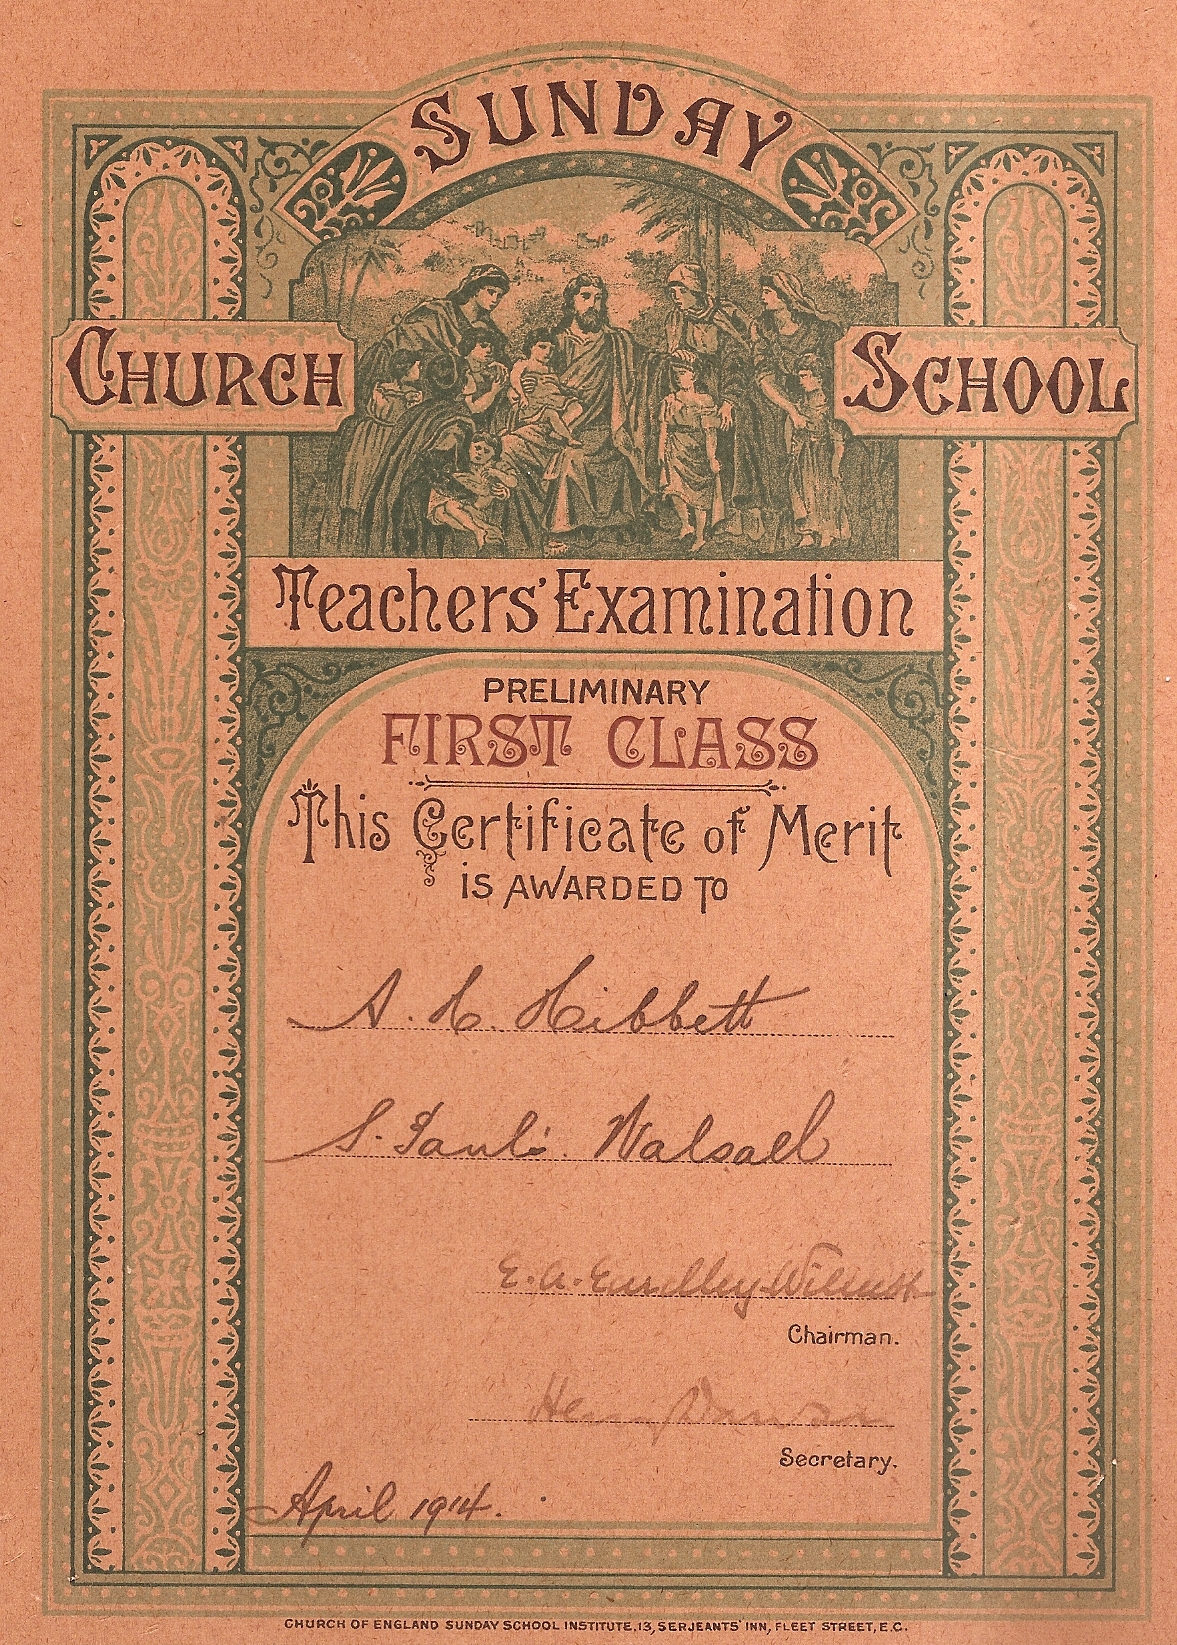 SUNDAY
CHURCH SCHOOL
Teachers' Examination
PRELIMINARY
FIRST CLASS
This Certificate of Merit
IS AWARDED TO
A. H. Hibbett
S. Paul's. Walsall
E. A.
Chairman.
Secretary.
April 1914.
CHURCH OF ENGLAND SUNDAY SCHOOL INSTITUTE, 13, SERJEANTS' INN, FLEET STREET, E.C.